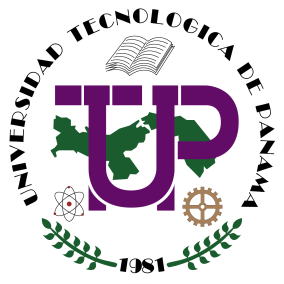 UNIVERSIDAD TECNOLOGICA DE PANAMA
UTP
1981